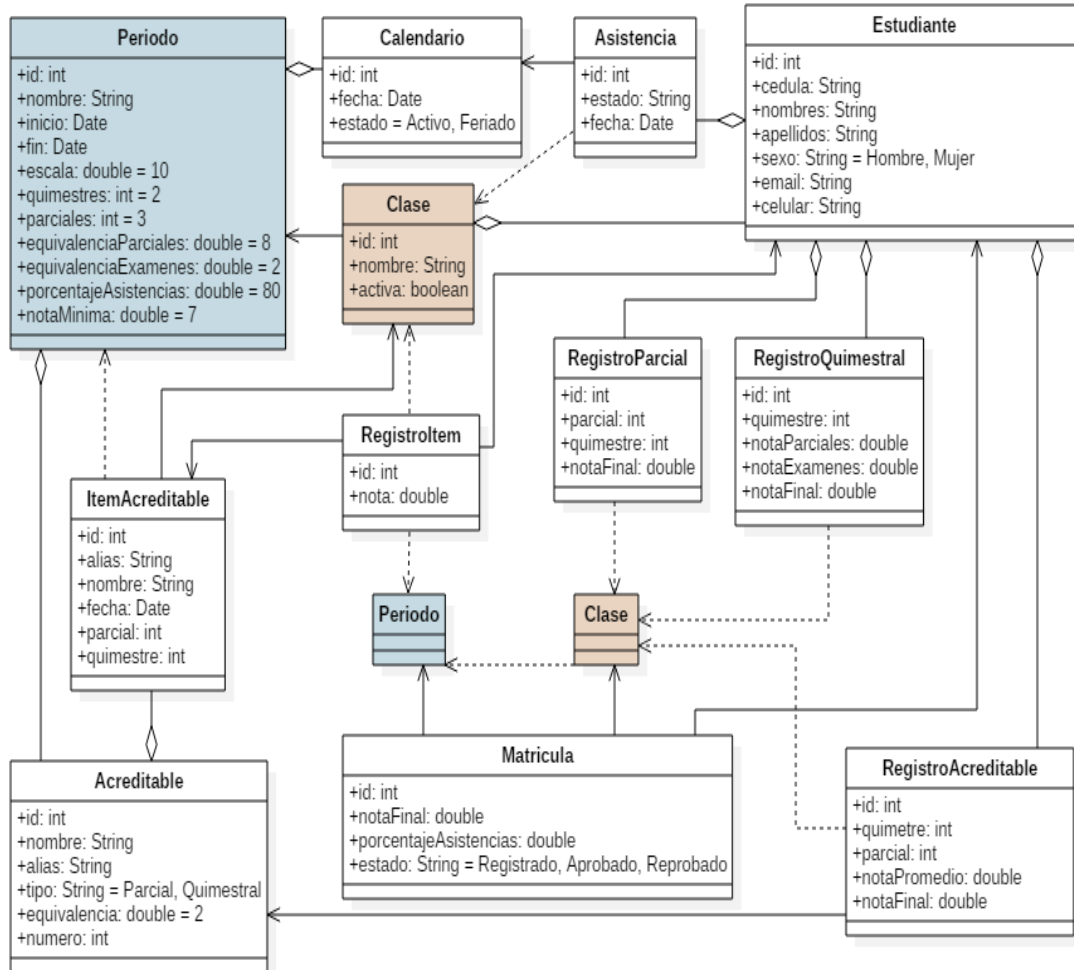 Periodo
+id: int
+nombre: String
+inicio: Date
+fin: Date
+escala: double = 10
+quimestres: int = 2
+parciales: int = 3
+equivalenciaParciales: double = 8
+equivalenciaExamenes: double = 2
+porcentajeAsistencias: double = 80
+notaMinima: double = 7
Calendario
+id: int
+fecha: Date
+estado = Activo, Feriado
Asistencia
+id: int
+estado: String
+fecha: Date
Estudiante
+id: int
+cedula: String
+nombres: String
+apellidos: String
+sexo: String = Hombre, Mujer
+email: String
+celular: String
Clase
+id: int
+nombre: String
+activa: boolean
RegistroParcial
+id: int
+parcial: int
+quimestre: int
+notaFinal: double
RegistroQuimestral
+id: int
+quimestre: int
+notaParciales: double
+notaExamenes: double
+notaFinal: double
RegistroItem
+id: int
+nota: double
ItemAcreditable
+id: int
+alias: String
+nombre: String
+fecha: Date
+parcial: int
+quimestre: int
Periodo
Clase
Matricula
+id: int
+notaFinal: double
+porcentajeAsistencias: double
+estado: String = Registrado, Aprobado, Reprobado
RegistroAcreditable
+id: int
+quimetre: int
+parcial: int
+notaPromedio: double
+notaFinal: double
Acreditable
+id: int
+nombre: String
+alias: String
+tipo: String = Parcial, Quimestral
+equivalencia: double = 2
+numero: int